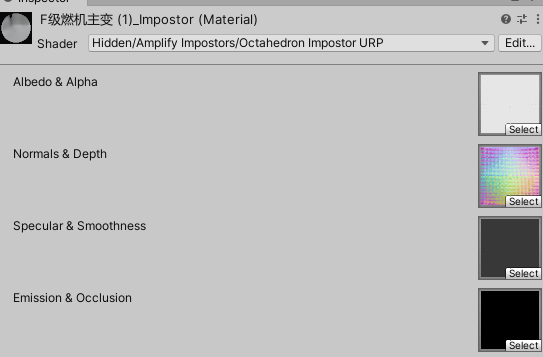 Inspector
F级燃机主变 (1)_Impostor (Material)
Shader Hidden/Amplify Impostors/Octahedron Impostor URP Edit...
Albedo & Alpha
Select
Normals & Depth
Select
Specular & Smoothness
Select
Emission & Occlusion
Select